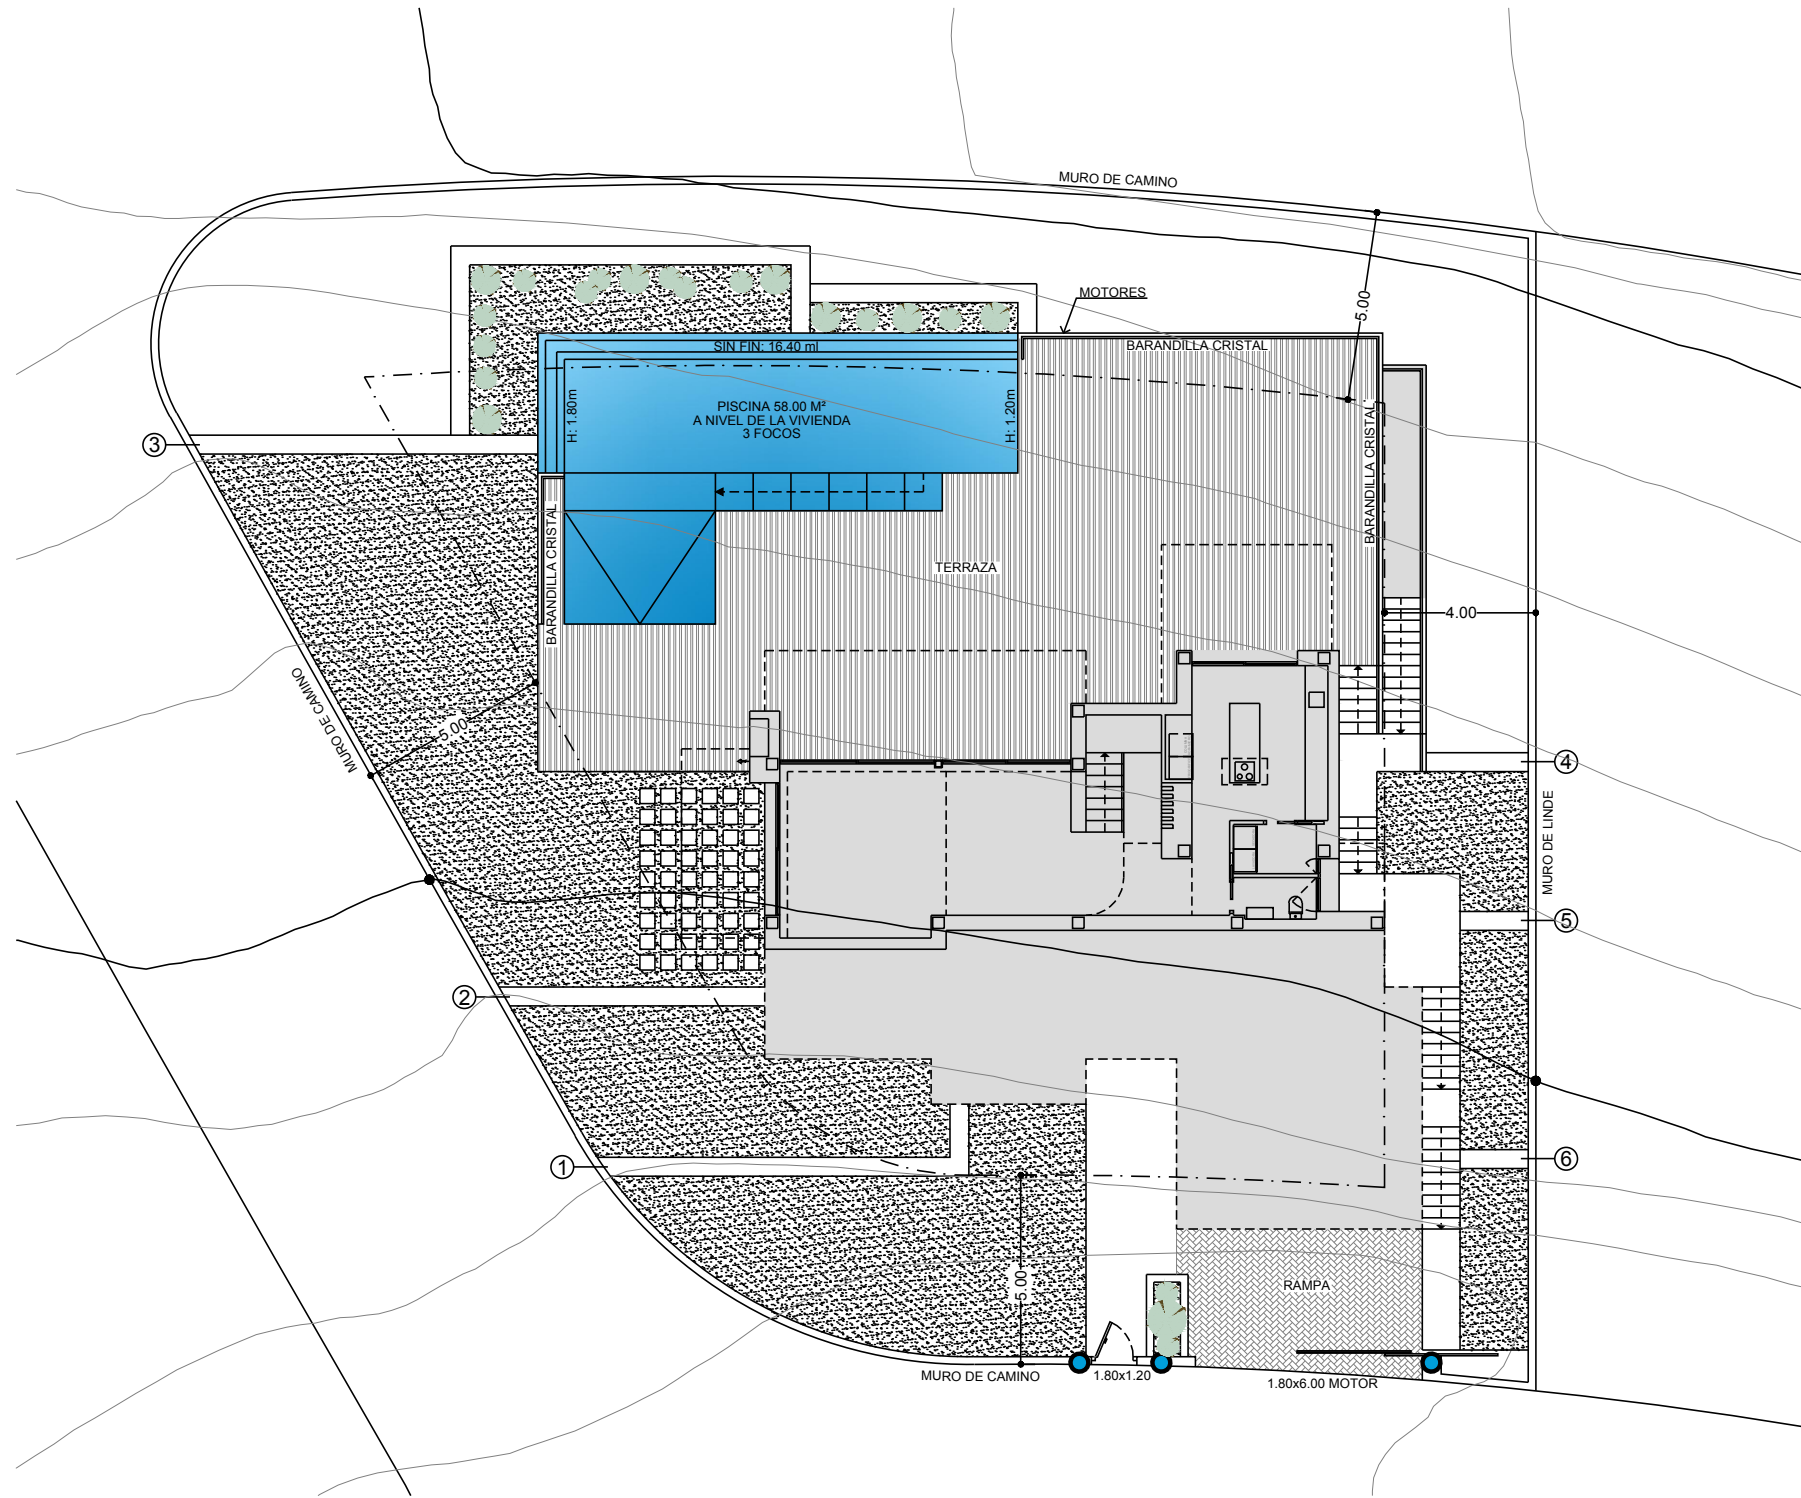 MURO DE CAMINO
MOTORES
5.00
SIN FIN: 16.40 ml
BARANDILLA CRISTAL
H: 1.80m
PISCINA 58.00 M²
A NIVEL DE LA VIVIENDA
3 FOCOS
H: 1.20m
BARANDILLA CRISTAL
3
BARANDILLA CRISTAL
TERRAZA
4.00
MURO DE CAMINO
5.00
4
MURO DE LINDE
5
2
1
6
5.00
RAMPA
MURO DE CAMINO
1.80x1.20
1.80x6.00 MOTOR